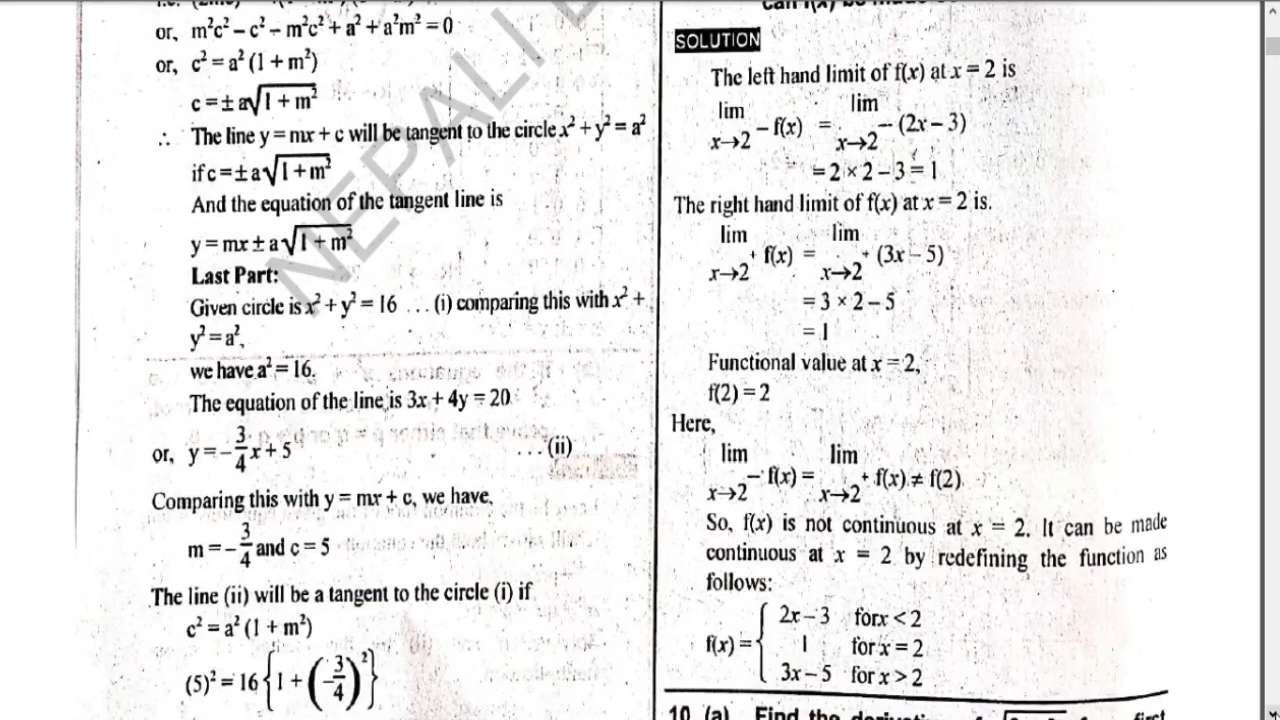 or, m²c² – c² – m²c² + a² + a²m² = 0
or, c² = a² (1 + m²)
c = ± a√(1 + m²)
∴ The line y = mx + c will be tangent to the circle x² + y² = a²
if c = ± a√(1 + m²)
And the equation of the tangent line is
y = mx ± a√(1 + m²)
Last Part:
Given circle is x² + y² = 16 ... (i) comparing this with x² +
y² = a²,
we have a² = 16.
The equation of the line is 3x + 4y = 20
or, y = –3/4 x + 5 ... (ii)
Comparing this with y = mx + c, we have,
m = –3/4 and c = 5
The line (ii) will be a tangent to the circle (i) if
c² = a² (1 + m²)
(5)² = 16 {1 + (–3/4)²}
SOLUTION
The left hand limit of f(x) at x = 2 is
lim x→2⁻ f(x) = lim x→2⁻ (2x – 3)
= 2 × 2 – 3 = 1
The right hand limit of f(x) at x = 2 is.
lim x→2⁺ f(x) = lim x→2⁺ (3x – 5)
= 3 × 2 – 5
= 1
Functional value at x = 2,
f(2) = 2
Here,
lim x→2⁻ f(x) = lim x→2⁺ f(x) ≠ f(2)
So, f(x) is not continuous at x = 2. It can be made
continuous at x = 2 by redefining the function as
follows:
f(x) = { 2x – 3 for x < 2
1 for x = 2
3x – 5 for x > 2
10 (a) Find the first
NEPALI